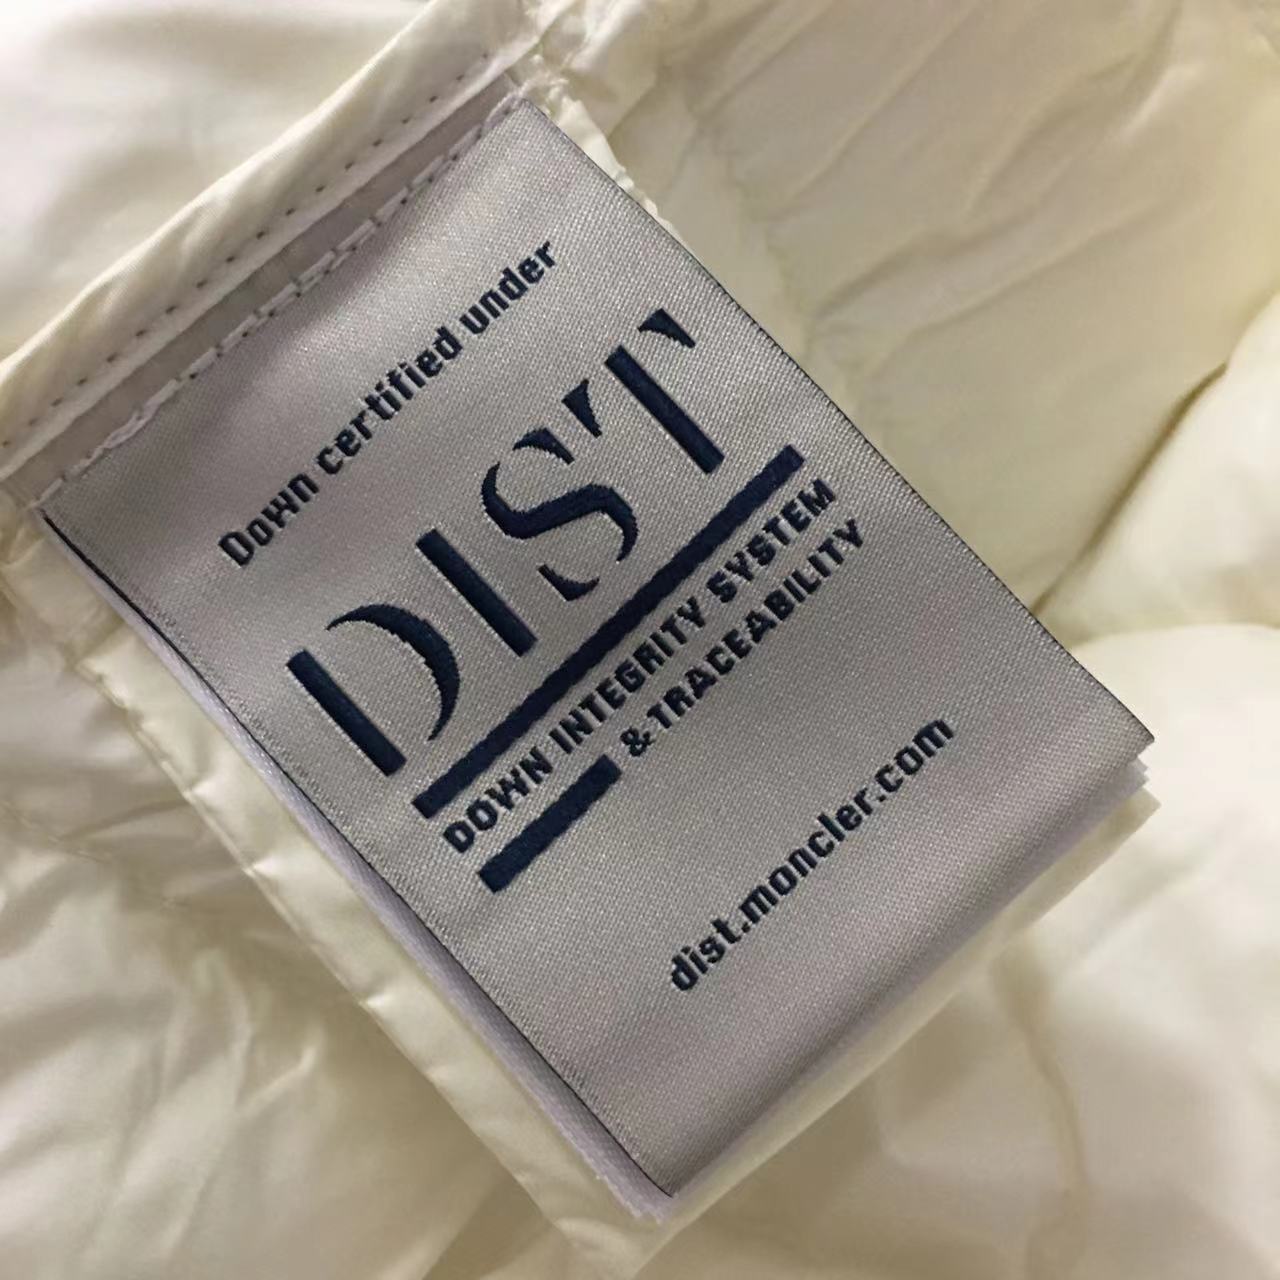 Down certified under
DIST
DOWN INTEGRITY SYSTEM
& TRACEABILITY
dist.moncler.com